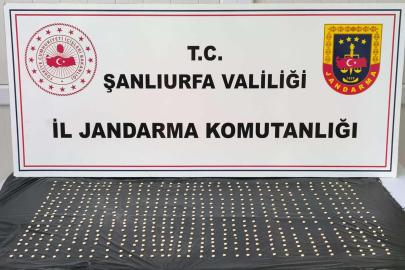 T.C.
ŞANLIURFA VALİLİĞİ
İL JANDARMA KOMUTANLIĞI
JANDARMA